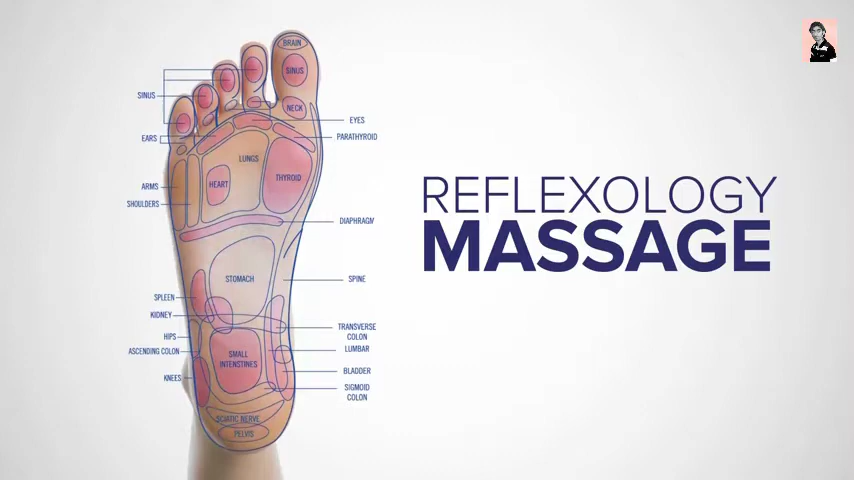 BRAIN
SINUS
SINUS
NECK
EYES
EARS
PARATHYROID
LUNGS
THYROID
HEART
ARMS
SHOULDERS
DIAPHRAGM
STOMACH
SPINE
SPLEEN
KIDNEY
TRANSVERSE
COLON
HIPS
LUMBAR
ASCENDING COLON
SMALL
INTENSTINES
BLADDER
KNEES
SIGMOID
COLON
SCIATIC NERVE
PELVIS
REFLEXOLOGY
MASSAGE